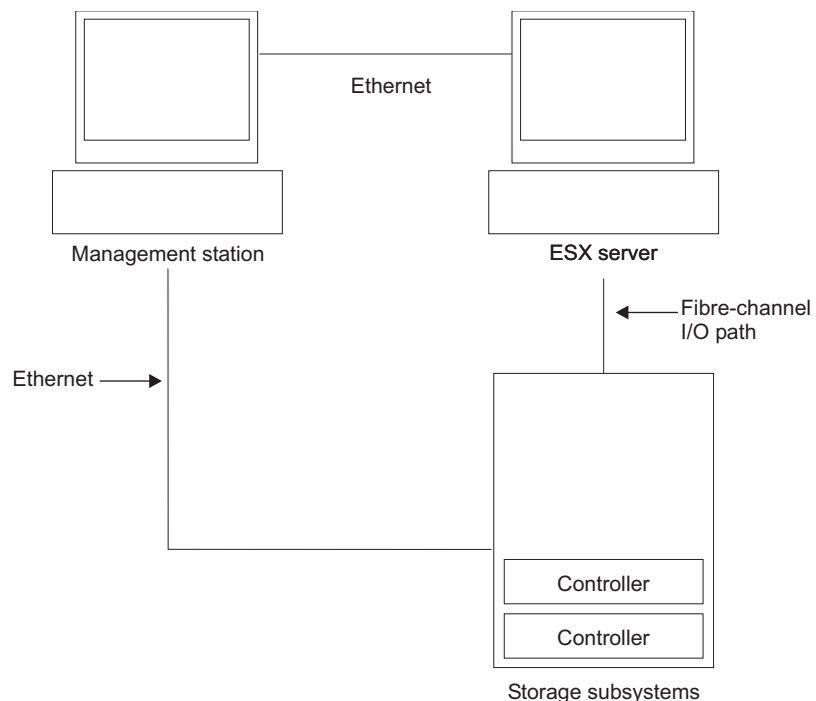 Ethernet
Management station
ESX server
Fibre-channel
I/O path
Ethernet
Controller
Controller
Storage subsystems